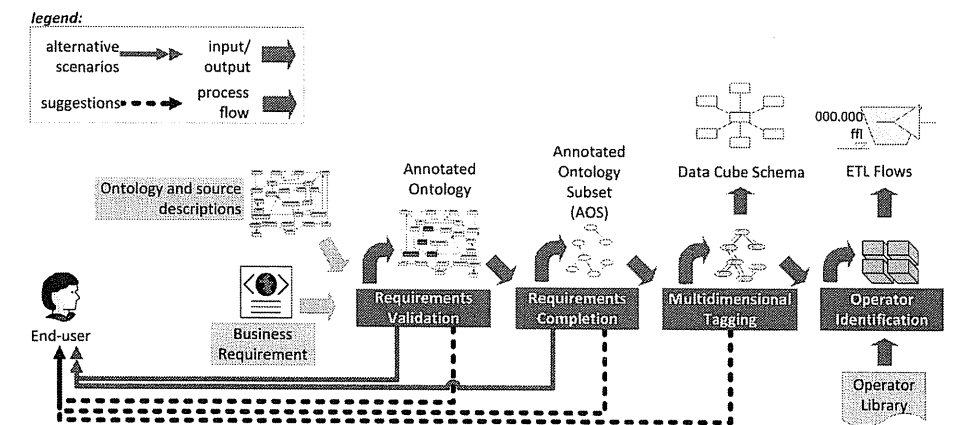 legend:
alternative
scenarios
input/
output
suggestions
process
flow
Ontology and source
descriptions
Annotated
Ontology
Annotated
Ontology
Subset
(AOS)
Data Cube Schema
000.000
ffl
ETL Flows
End-user
Business
Requirement
Requirements
Validation
Requirements
Completion
Multidimensional
Tagging
Operator
Identification
Operator
Library